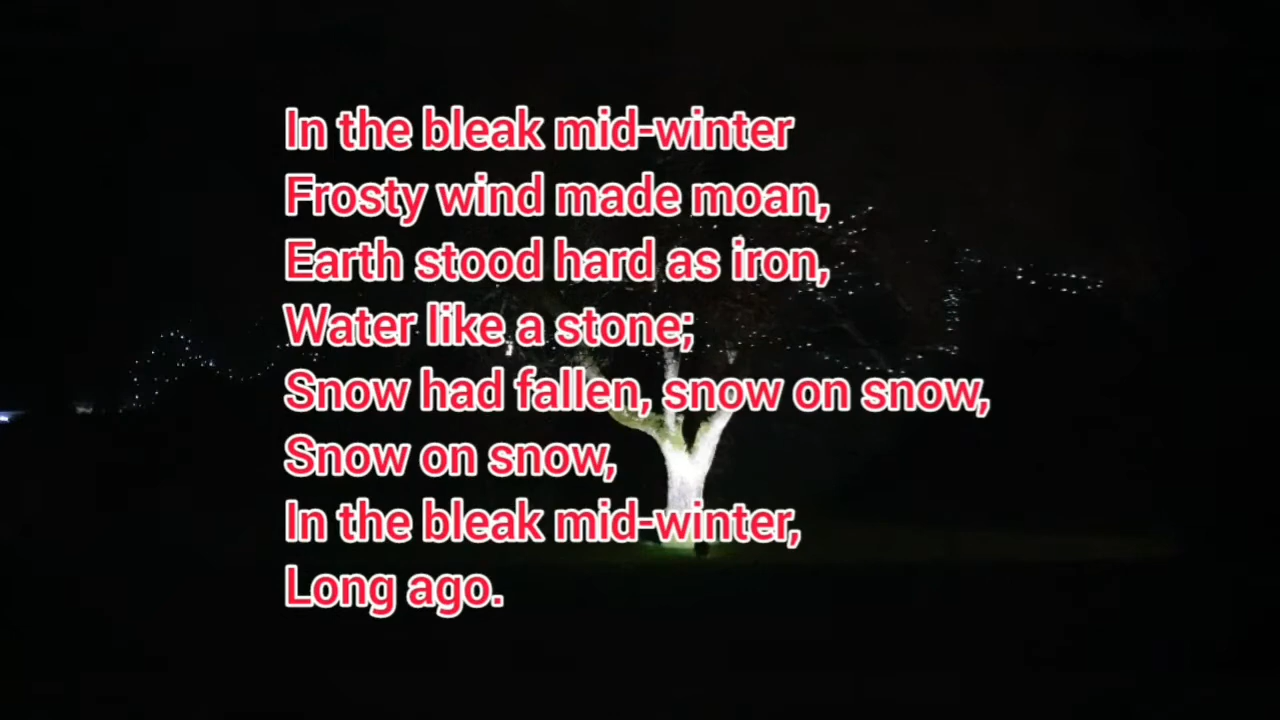 In the bleak mid-winter
Frosty wind made moan,
Earth stood hard as iron,
Water like a stone;
Snow had fallen, snow on snow,
Snow on snow,
In the bleak mid-winter,
Long ago.